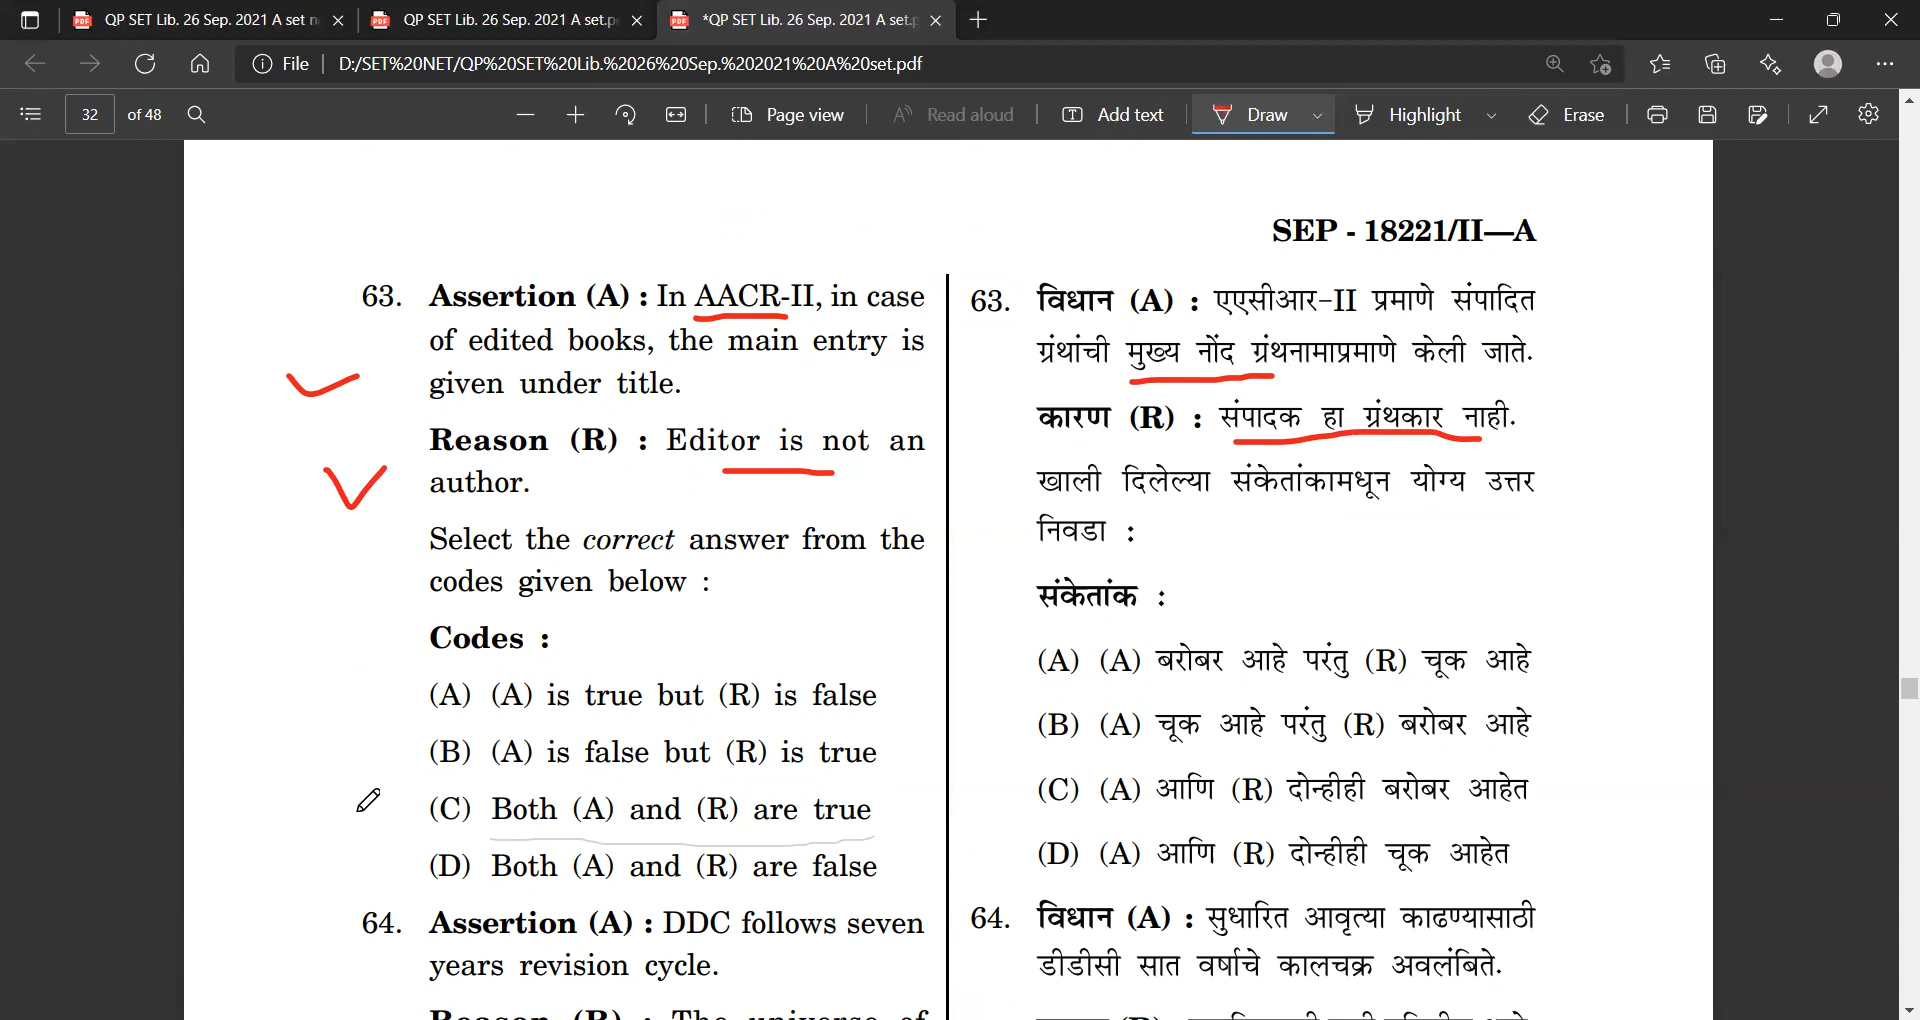 QP SET Lib. 26 Sep. 2021 A set
QP SET Lib. 26 Sep. 2021 A set.p
*QP SET Lib. 26 Sep. 2021 A set.p
File D:/SET%20NET/QP%20SET%20Lib.%2026%20Sep.%202021%20A%20set.pdf
32 of 48 Page view Read aloud Add text Draw Highlight Erase
SEP - 18221/II—A
63. Assertion (A) : In AACR-II, in case
of edited books, the main entry is
given under title.
Reason (R) : Editor is not an
author.
Select the correct answer from the
codes given below :
Codes :
(A) (A) is true but (R) is false
(B) (A) is false but (R) is true
(C) Both (A) and (R) are true
(D) Both (A) and (R) are false
64. Assertion (A) : DDC follows seven
years revision cycle.
Reason (R) : The universe of
63. विधान (A) : एएसीआर-II प्रमाणे संपादित
ग्रंथांची मुख्य नोंद ग्रंथनामाप्रमाणे केली जाते.
कारण (R) : संपादक हा ग्रंथकार नाही.
खाली दिलेल्या संकेतांकामधून योग्य उत्तर
निवडा :
संकेतांक :
(A) (A) बरोबर आहे परंतु (R) चूक आहे
(B) (A) चूक आहे परंतु (R) बरोबर आहे
(C) (A) आणि (R) दोन्हीही बरोबर आहेत
(D) (A) आणि (R) दोन्हीही चूक आहेत
64. विधान (A) : सुधारित आवृत्या काढण्यासाठी
डीडीसी सात वर्षाचे कालचक्र अवलंबिते.